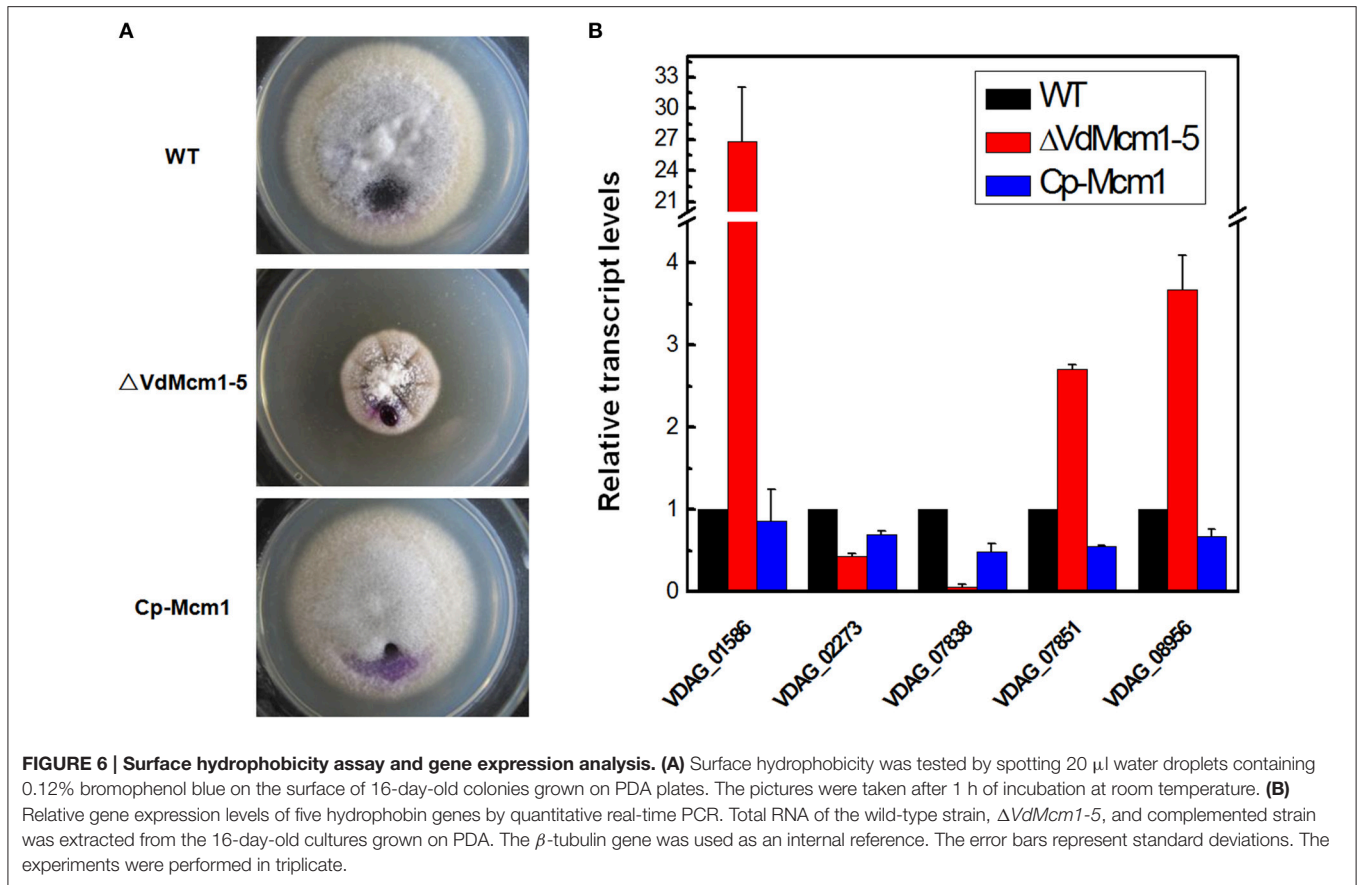 A
B
WT
△VdMcm1-5
Cp-Mcm1
Relative transcript levels
33
30
27
24
21
4
3
2
1
0
WT
ΔVdMcm1-5
Cp-Mcm1
VDAG_01586
VDAG_02273
VDAG_07838
VDAG_07851
VDAG_08956
FIGURE 6 | Surface hydrophobicity assay and gene expression analysis. (A) Surface hydrophobicity was tested by spotting 20 μl water droplets containing
0.12% bromophenol blue on the surface of 16-day-old colonies grown on PDA plates. The pictures were taken after 1 h of incubation at room temperature. (B)
Relative gene expression levels of five hydrophobin genes by quantitative real-time PCR. Total RNA of the wild-type strain, ΔVdMcm1-5, and complemented strain
was extracted from the 16-day-old cultures grown on PDA. The β-tubulin gene was used as an internal reference. The error bars represent standard deviations. The
experiments were performed in triplicate.